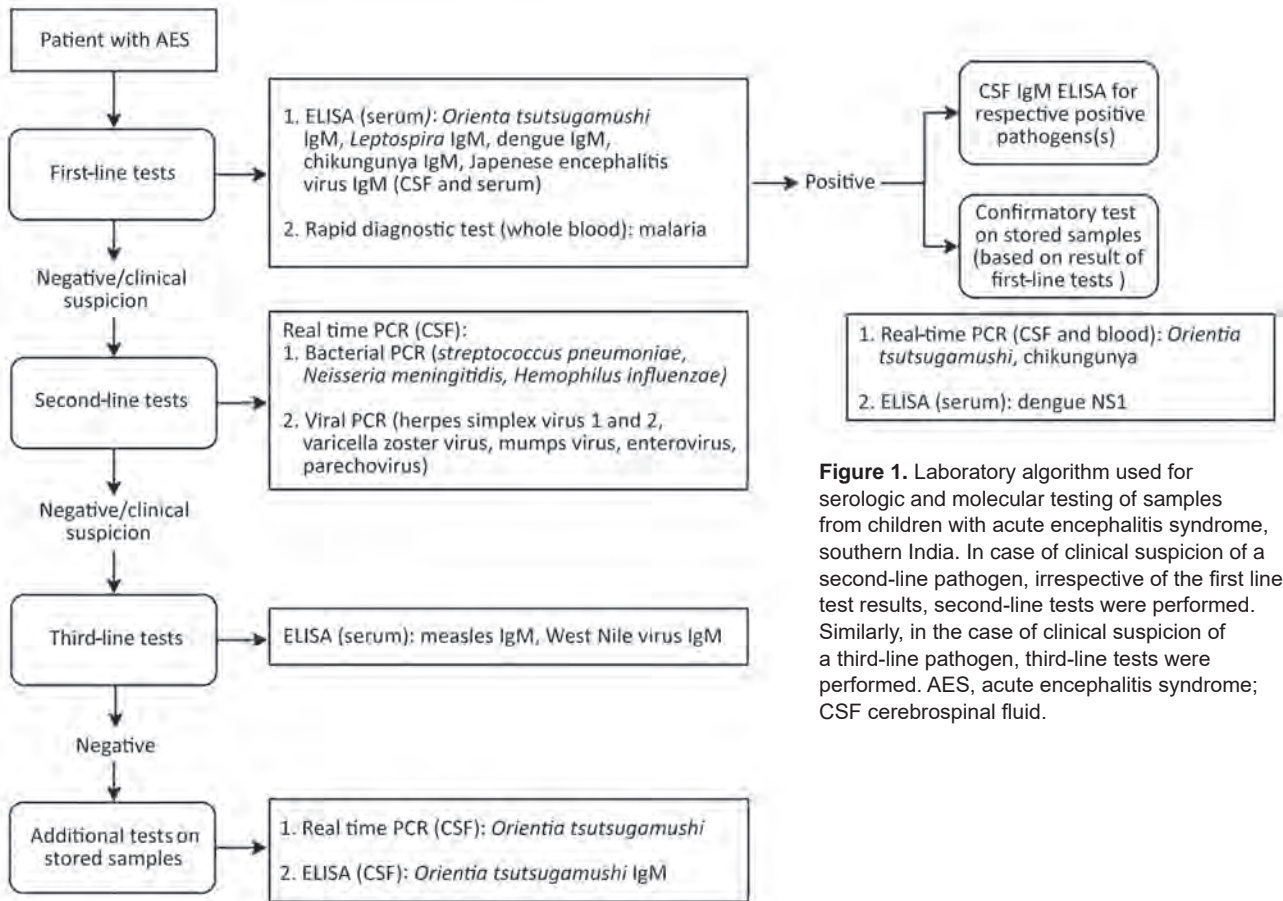 Patient with AES
First-line tests
1. ELISA (serum): Orienta tsutsugamushi
IgM, Leptospira IgM, dengue IgM,
chikungunya IgM, Japenese encephalitis
virus IgM (CSF and serum)
2. Rapid diagnostic test (whole blood): malaria
Positive
CSF IgM ELISA for
respective positive
pathogens(s)
Confirmatory test
on stored samples
(based on result of
first-line tests )
1. Real-time PCR (CSF and blood): Orientia
tsutsugamushi, chikungunya
2. ELISA (serum): dengue NS1
Negative/clinical
suspicion
Second-line tests
Real time PCR (CSF):
1. Bacterial PCR (streptococcus pneumoniae,
Neisseria meningitidis, Hemophilus influenzae)
2. Viral PCR (herpes simplex virus 1 and 2,
varicella zoster virus, mumps virus, enterovirus,
parechovirus)
Negative/clinical
suspicion
Third-line tests
ELISA (serum): measles IgM, West Nile virus IgM
Negative
Additional tests on
stored samples
1. Real time PCR (CSF): Orientia tsutsugamushi
2. ELISA (CSF): Orientia tsutsugamushi IgM
Figure 1. Laboratory algorithm used for
serologic and molecular testing of samples
from children with acute encephalitis syndrome,
southern India. In case of clinical suspicion of a
second-line pathogen, irrespective of the first line
test results, second-line tests were performed.
Similarly, in the case of clinical suspicion of
a third-line pathogen, third-line tests were
performed. AES, acute encephalitis syndrome;
CSF cerebrospinal fluid.